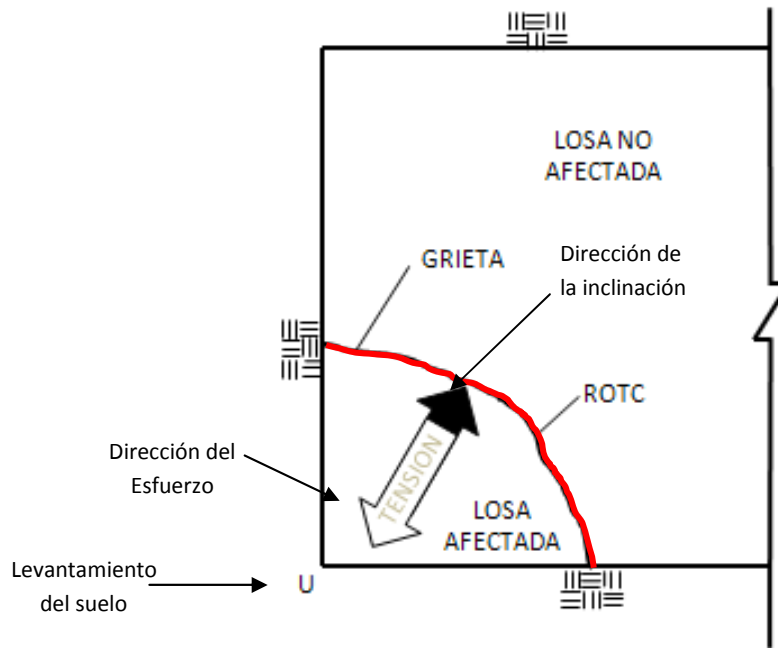 LOSA NO
AFECTADA
GRIETA
Dirección de
la inclinación
ROTC
Dirección del
Esfuerzo
TENSION
LOSA
AFECTADA
Levantamiento
del suelo
U